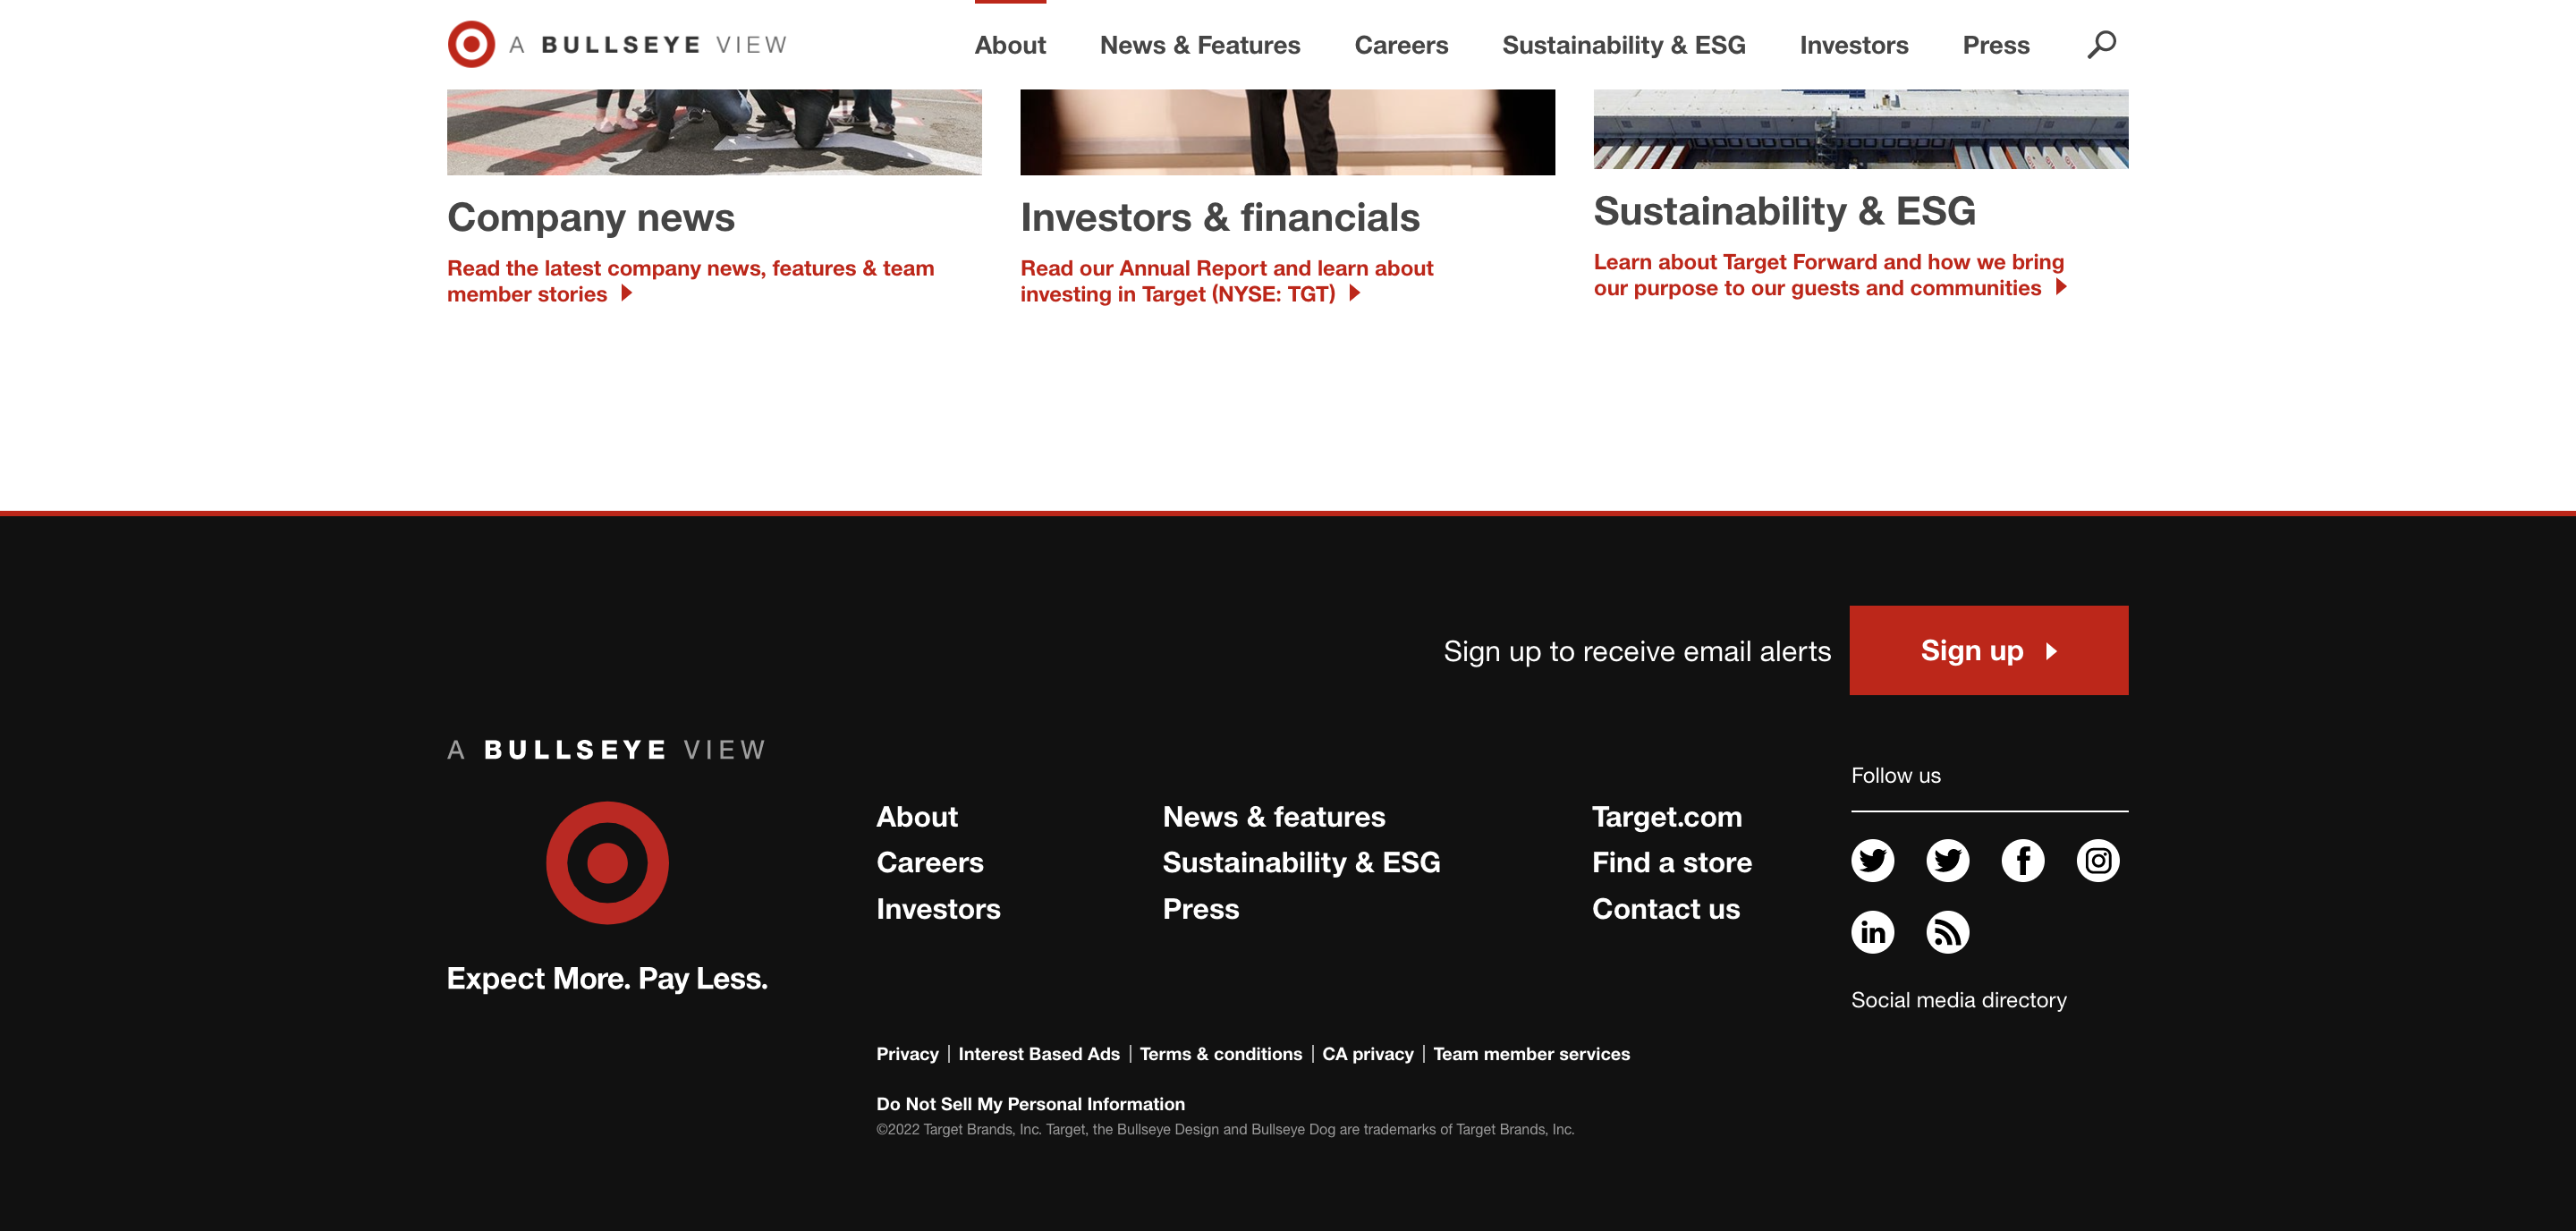 A BULLSEYE VIEW
About News & Features Careers Sustainability & ESG Investors Press
Company news
Read the latest company news, features & team
member stories
Investors & financials
Read our Annual Report and learn about
investing in Target (NYSE: TGT)
Sustainability & ESG
Learn about Target Forward and how we bring
our purpose to our guests and communities
Sign up to receive email alerts
Sign up
A BULLSEYE VIEW
Expect More. Pay Less.
About
Careers
Investors
News & features
Sustainability & ESG
Press
Target.com
Find a store
Contact us
Follow us
Social media directory
Privacy | Interest Based Ads | Terms & conditions | CA privacy | Team member services
Do Not Sell My Personal Information
©2022 Target Brands, Inc. Target, the Bullseye Design and Bullseye Dog are trademarks of Target Brands, Inc.